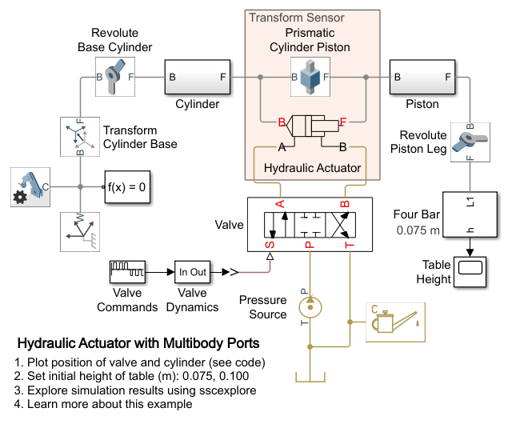 Transform Sensor
Revolute
Base Cylinder
Prismatic
Cylinder Piston
B
F
B
F
B
F
B
F
Cylinder
Piston
F
B
Transform
Cylinder Base
B
F
A
B
Hydraulic Actuator
B
F
Revolute
Piston Leg
C
f(x) = 0
W
A
B
Valve
S
P
T
L1
h
Four Bar
0.075 m
Table
Height
In Out
Valve
Commands
Valve
Dynamics
Pressure
Source
P
T
C
Hydraulic Actuator with Multibody Ports
1. Plot position of valve and cylinder (see code)
2. Set initial height of table (m): 0.075, 0.100
3. Explore simulation results using sscexplore
4. Learn more about this example